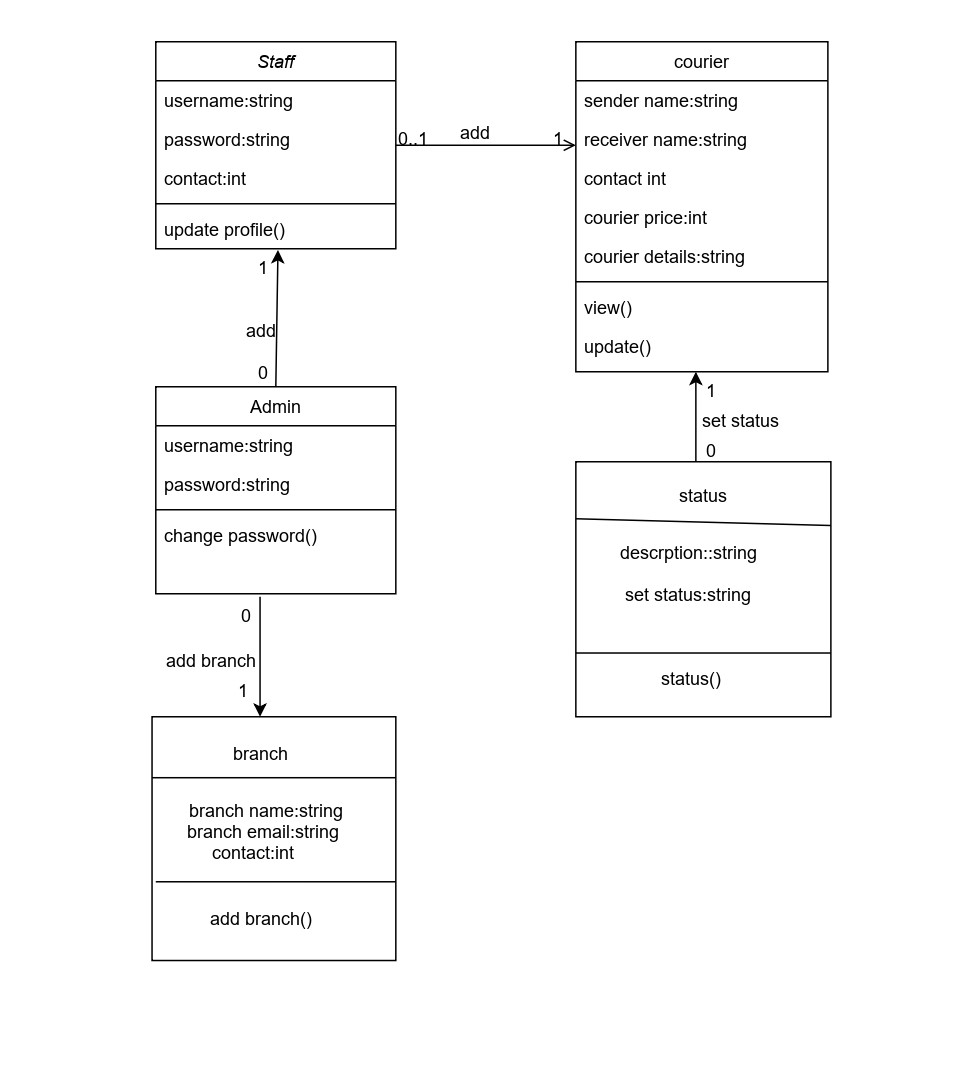 Staff
username:string
password:string
contact:int
update profile()
0..1
add
1
courier
sender name:string
receiver name:string
contact int
courier price:int
courier details:string
view()
update()
1
add
0
Admin
username:string
password:string
change password()
1
set status
0
status
descrption::string
set status:string
status()
0
add branch
1
branch
branch name:string
branch email:string
contact:int
add branch()